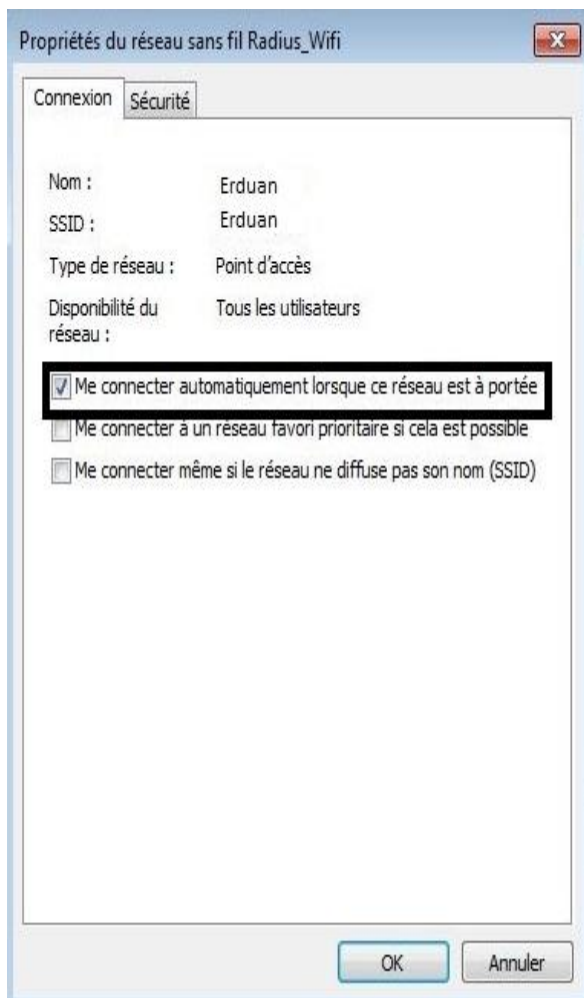 Propriétés du réseau sans fil Radius_Wifi
Connexion
Sécurité
Nom : Erduan
SSID : Erduan
Type de réseau : Point d'accès
Disponibilité du réseau : Tous les utilisateurs
Me connecter automatiquement lorsque ce réseau est à portée
Me connecter à un réseau favori prioritaire si cela est possible
Me connecter même si le réseau ne diffuse pas son nom (SSID)
OK
Annuler